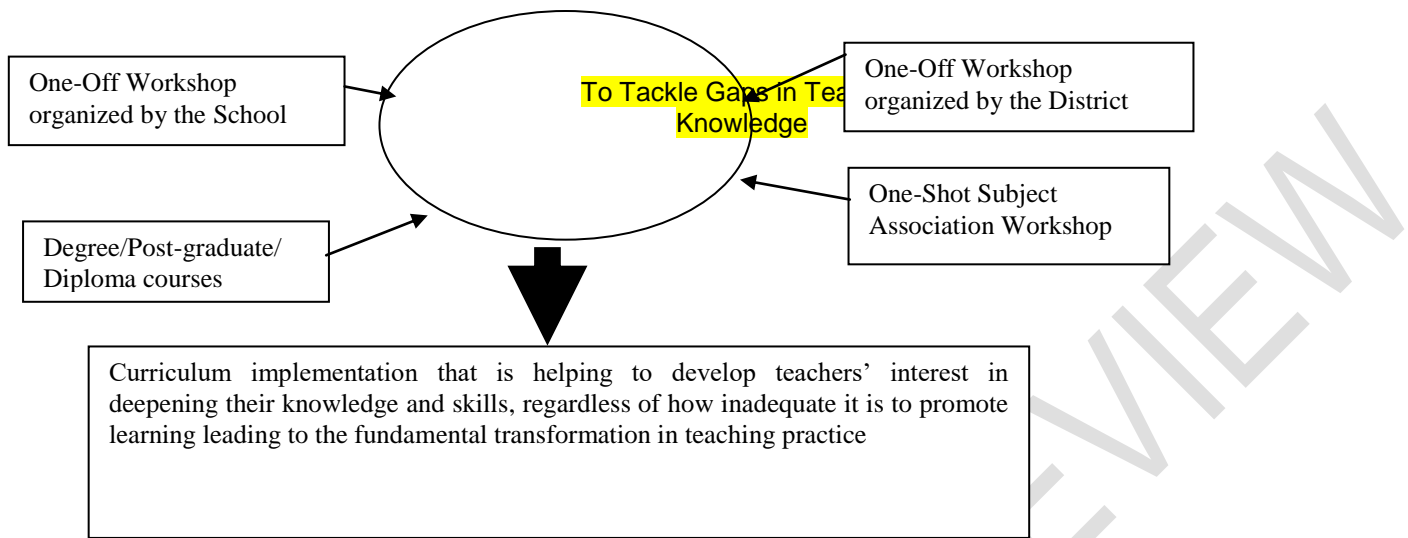 One-Off Workshop
organized by the School
To Tackle Gaps in Tea
Knowledge
One-Off Workshop
organized by the District
One-Shot Subject
Association Workshop
Degree/Post-graduate/
Diploma courses
Curriculum implementation that is helping to develop teachers’ interest in
deepening their knowledge and skills, regardless of how inadequate it is to promote
learning leading to the fundamental transformation in teaching practice
EVIEW